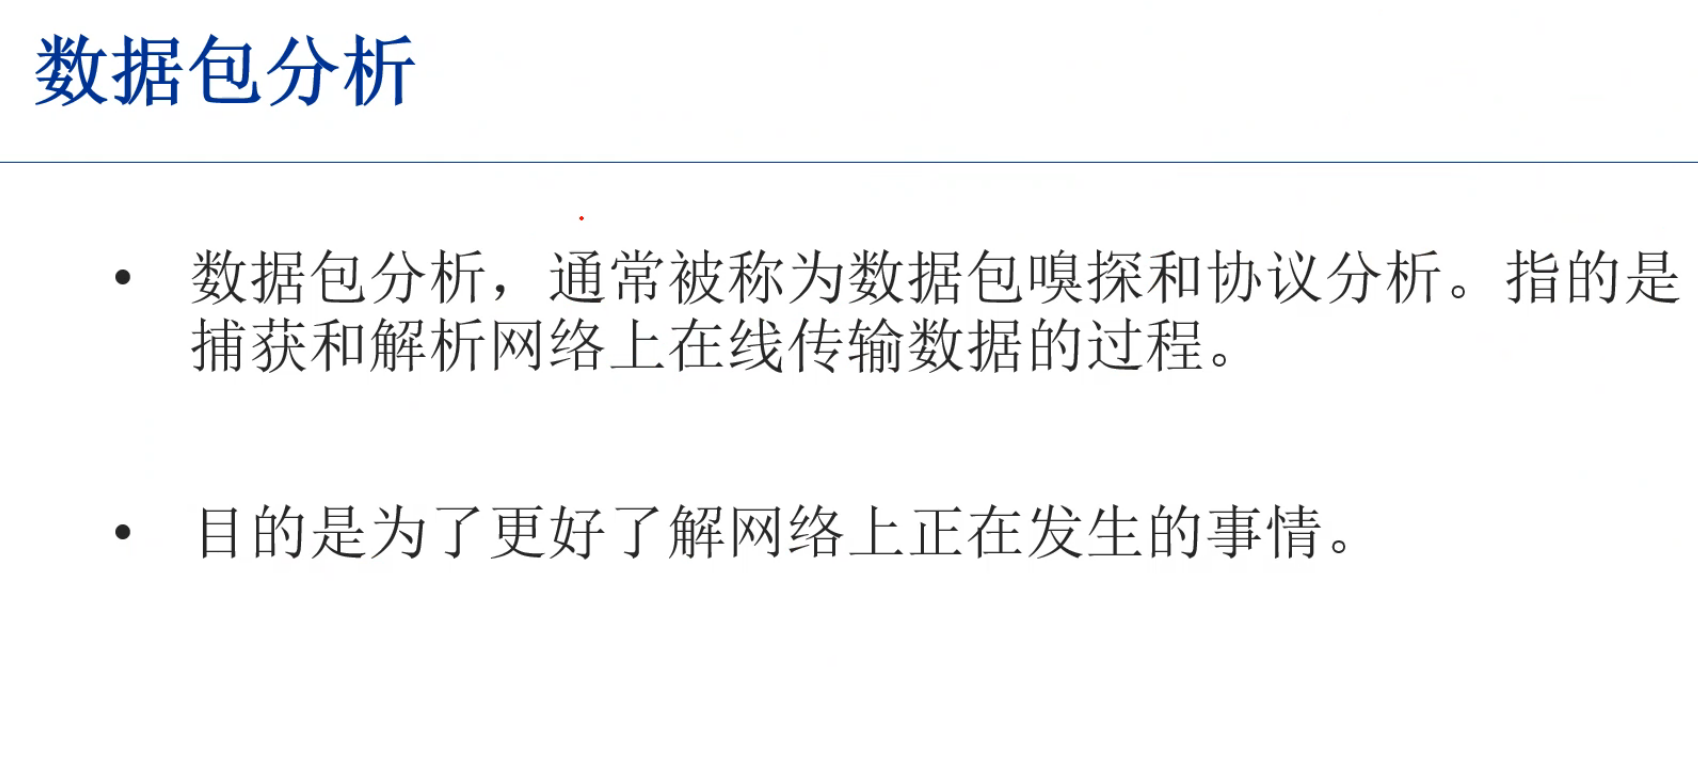 数据包分析
• 数据包分析，通常被称为数据包嗅探和协议分析。指的是
捕获和解析网络上在线传输数据的过程。
• 目的是为了更好了解网络上正在发生的事情。